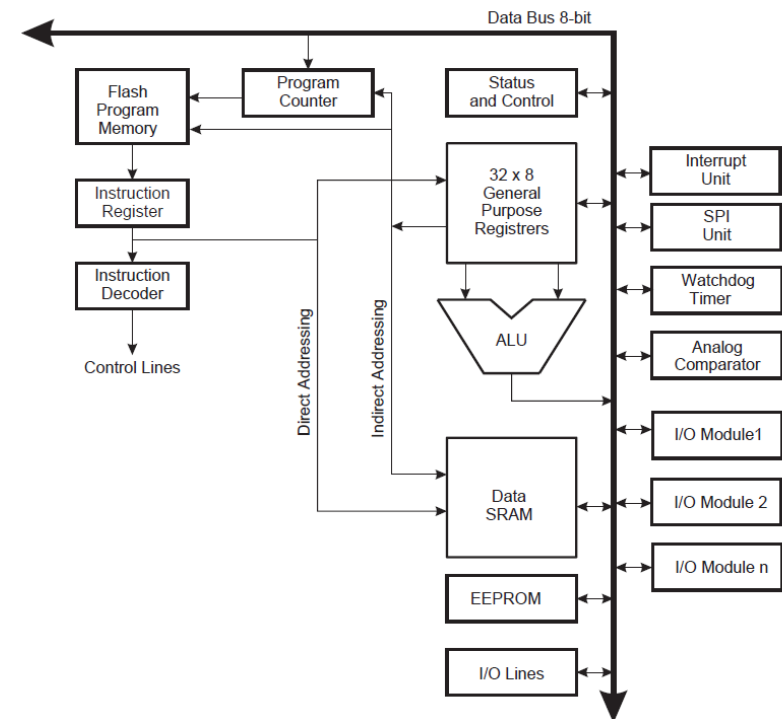 Data Bus 8-bit
Flash
Program
Memory
Program
Counter
Status
and Control
Interrupt
Unit
32 x 8
General
Purpose
Registrers
Instruction
Register
SPI
Unit
Instruction
Decoder
Watchdog
Timer
ALU
Analog
Comparator
Control Lines
Direct Addressing
Indirect Addressing
I/O Module1
Data
SRAM
I/O Module 2
I/O Module n
EEPROM
I/O Lines